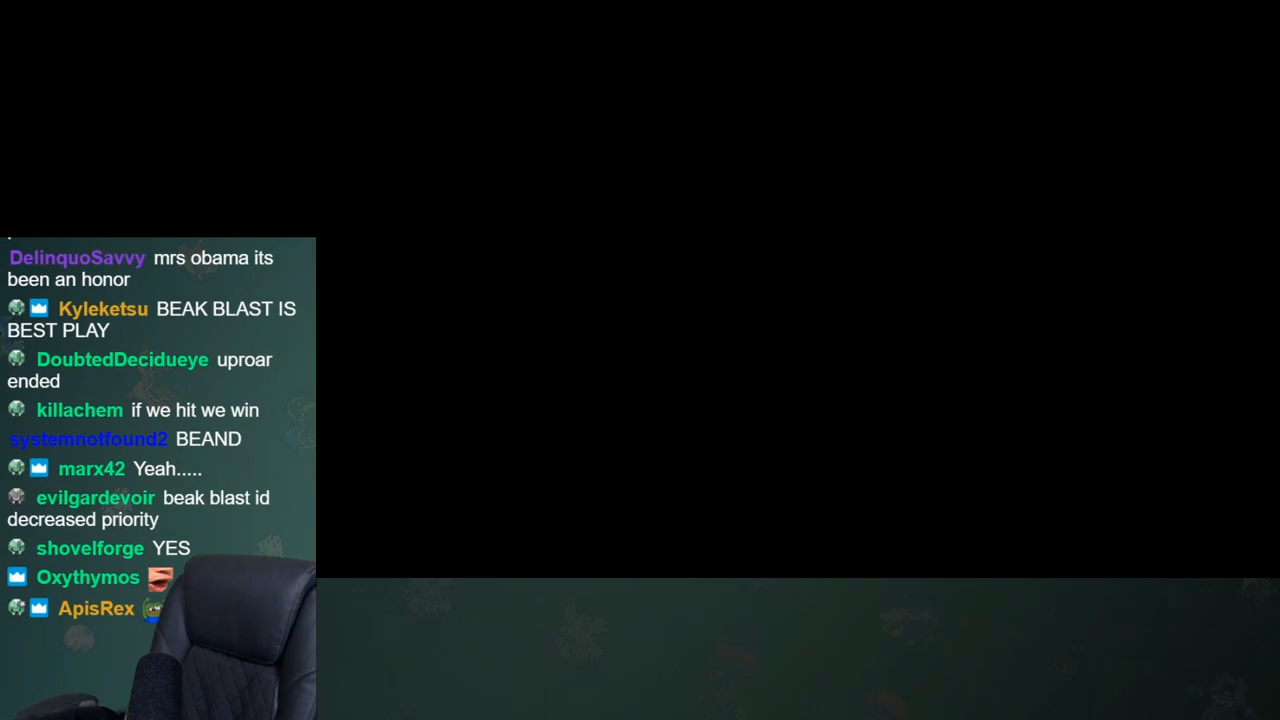 DelinquoSavvy mrs obama its
been an honor
Kyleketsu BEAK BLAST IS
BEST PLAY
DoubtedDecidueye uproar
ended
killachem if we hit we win
systemnotfound2 BEAND
marx42 Yeah.....
evilgardevoir beak blast id
decreased priority
shovelforge YES
Oxythymos
ApisRex